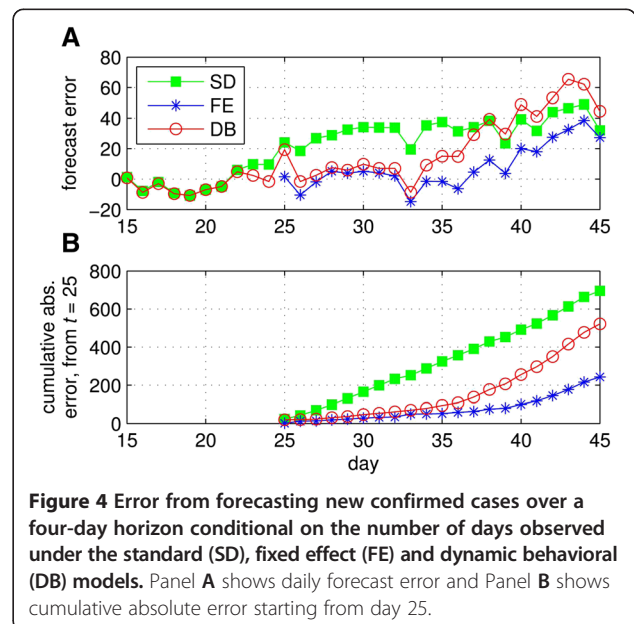 A
80
60
40
20
0
−20
forecast error
SD
FE
DB
15 20 25 30 35 40 45
B
800
600
400
200
0
cumulative abs.
error, from t = 25
15 20 25 30 35 40 45
day
Figure 4 Error from forecasting new confirmed cases over a
four-day horizon conditional on the number of days observed
under the standard (SD), fixed effect (FE) and dynamic behavioral
(DB) models. Panel A shows daily forecast error and Panel B shows
cumulative absolute error starting from day 25.